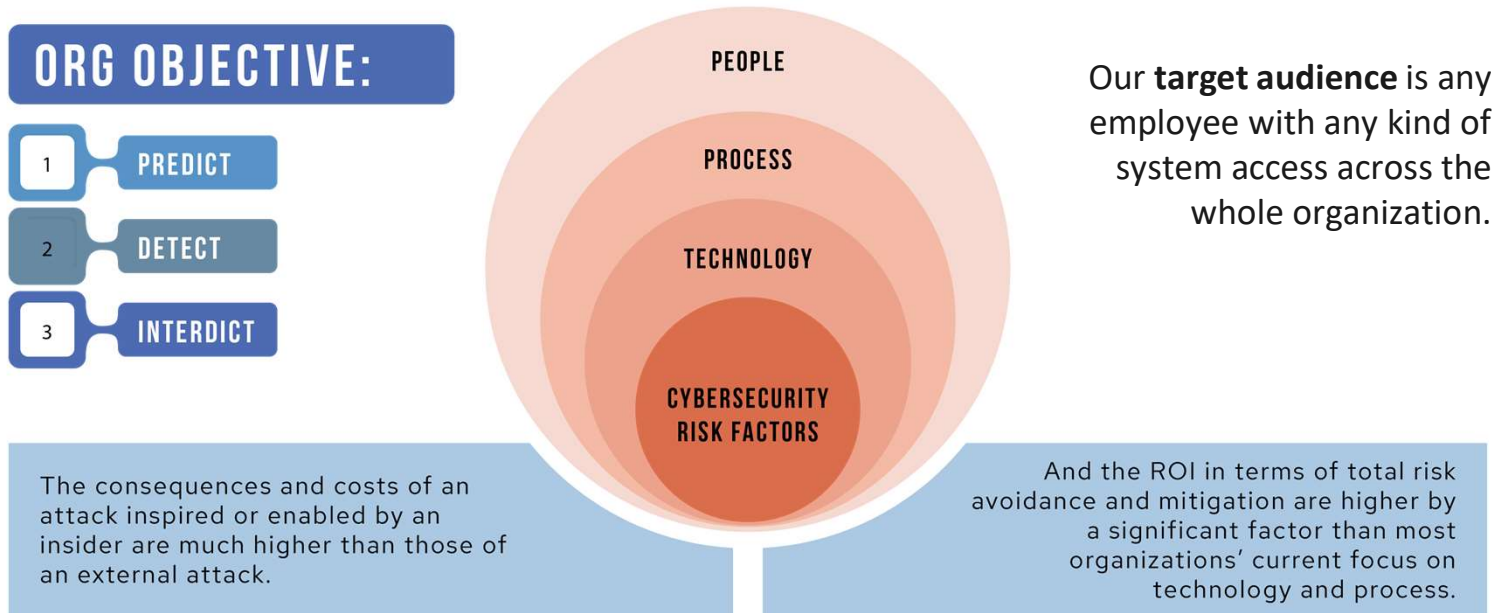 ORG OBJECTIVE:
1 PREDICT
2 DETECT
3 INTERDICT
PEOPLE
PROCESS
TECHNOLOGY
CYBERSECURITY
RISK FACTORS
Our target audience is any
employee with any kind of
system access across the
whole organization.
The consequences and costs of an
attack inspired or enabled by an
insider are much higher than those of
an external attack.
And the ROI in terms of total risk
avoidance and mitigation are higher by
a significant factor than most
organizations’ current focus on
technology and process.